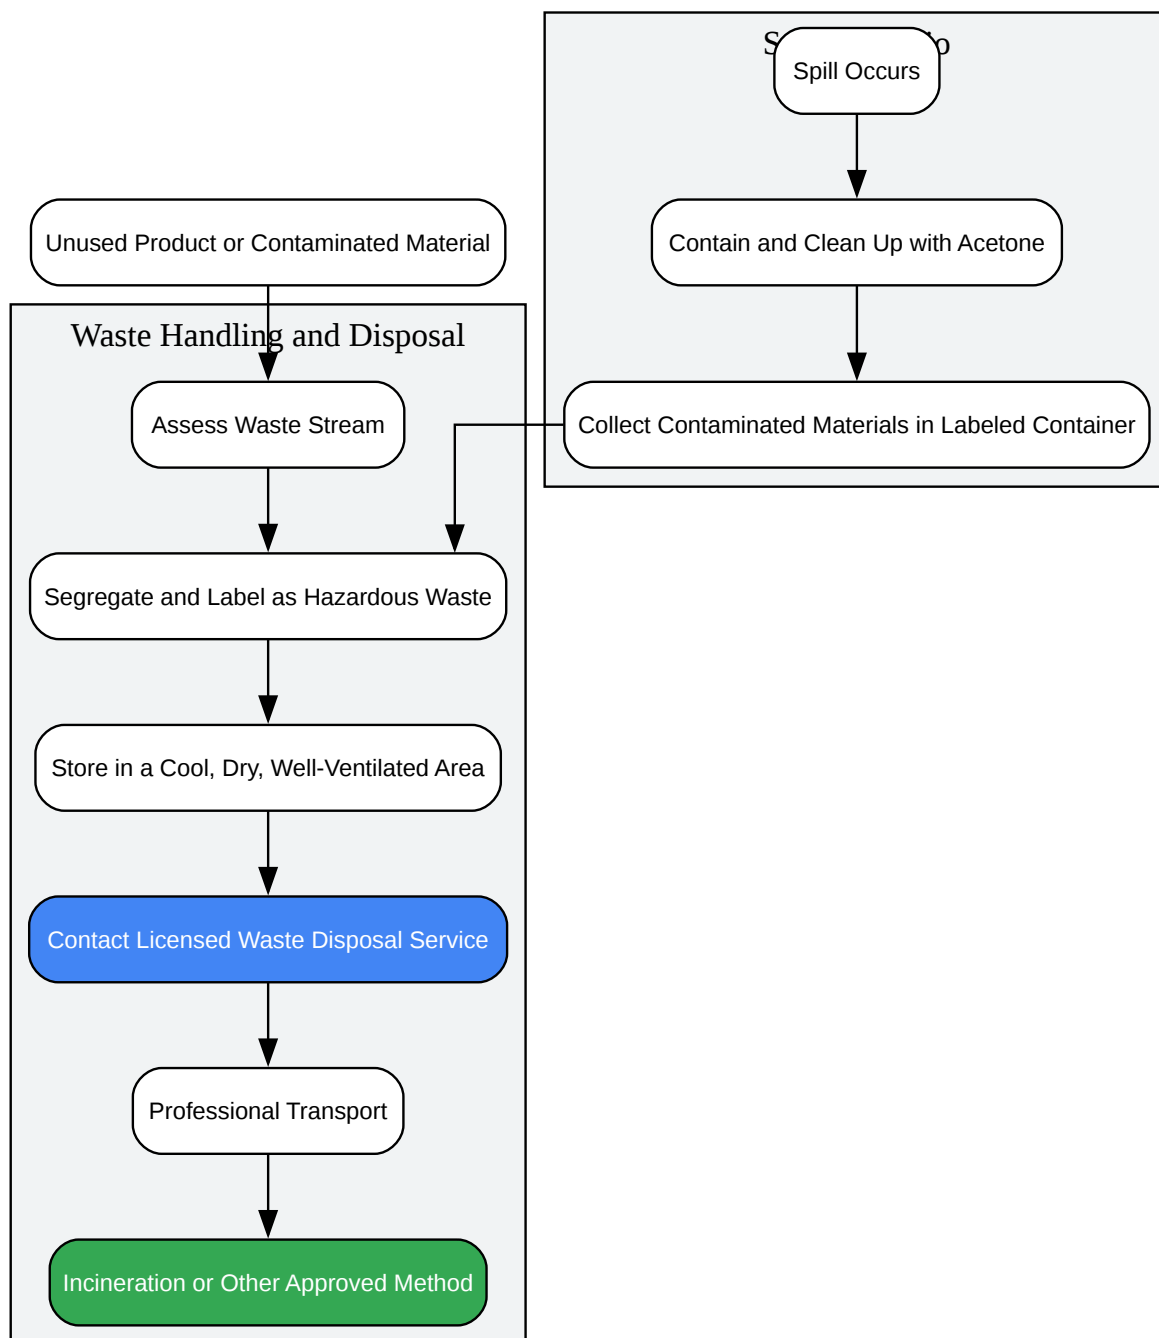 Spill Occurs
Contain and Clean Up with Acetone
Collect Contaminated Materials in Labeled Container
Unused Product or Contaminated Material
Waste Handling and Disposal
Assess Waste Stream
Segregate and Label as Hazardous Waste
Store in a Cool, Dry, Well-Ventilated Area
Contact Licensed Waste Disposal Service
Professional Transport
Incineration or Other Approved Method